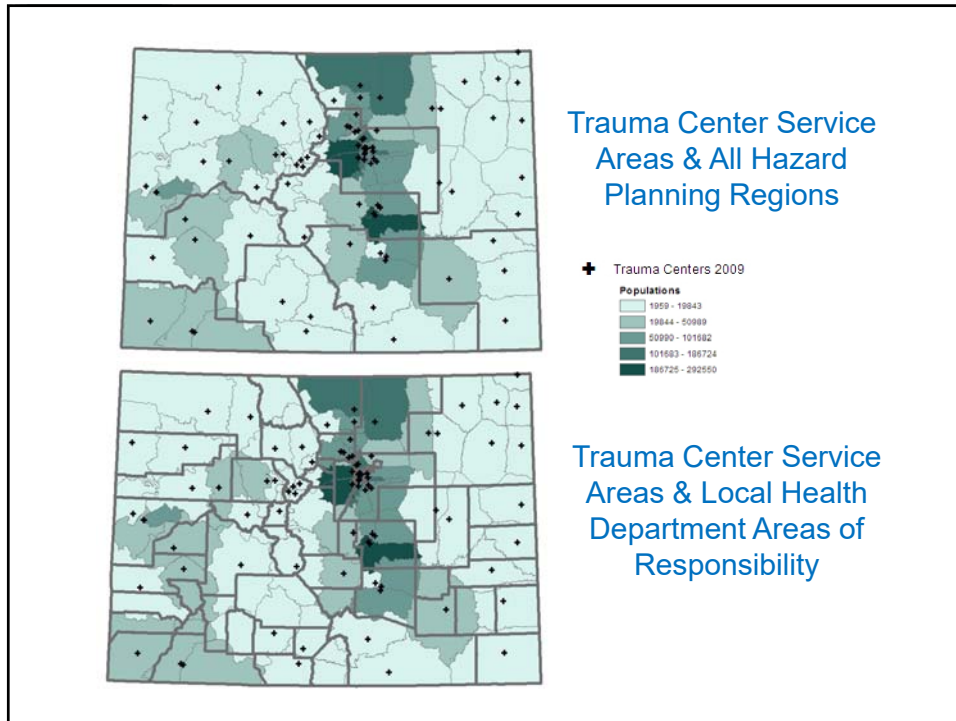 Trauma Center Service
Areas & All Hazard
Planning Regions
Trauma Centers 2009
Populations
1959 - 19843
19844 - 50989
50990 - 101682
101683 - 186724
186725 - 292550
Trauma Center Service
Areas & Local Health
Department Areas of
Responsibility